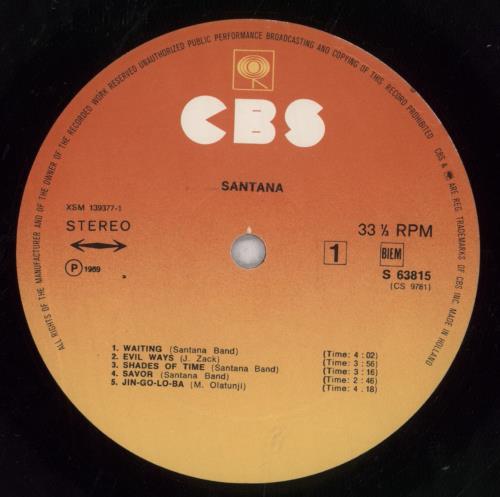 ALL RIGHTS OF THE MANUFACTURER AND OF THE OWNER OF THE RECORDED WORK RESERVED UNAUTHORIZED PUBLIC PERFORMANCE BROADCASTING AND COPYING OF THIS RECORD PROHIBITED
CBS & ARE REG. TRADEMARKS OF CBS INC. MADE IN HOLLAND
CBS
SANTANA
XSM 139377-1
STEREO
33 ⅓ RPM
1
BIEM
S 63815
(CS 9781)
Ⓟ 1969
1. WAITING (Santana Band) (Time: 4 : 02)
2. EVIL WAYS (J. Zack) (Time: 3 : 56)
3. SHADES OF TIME (Santana Band) (Time: 3 : 16)
4. SAVOR (Santana Band) (Time: 2 : 46)
5. JIN-GO-LO-BA (M. Olatunji) (Time: 4 . 18)